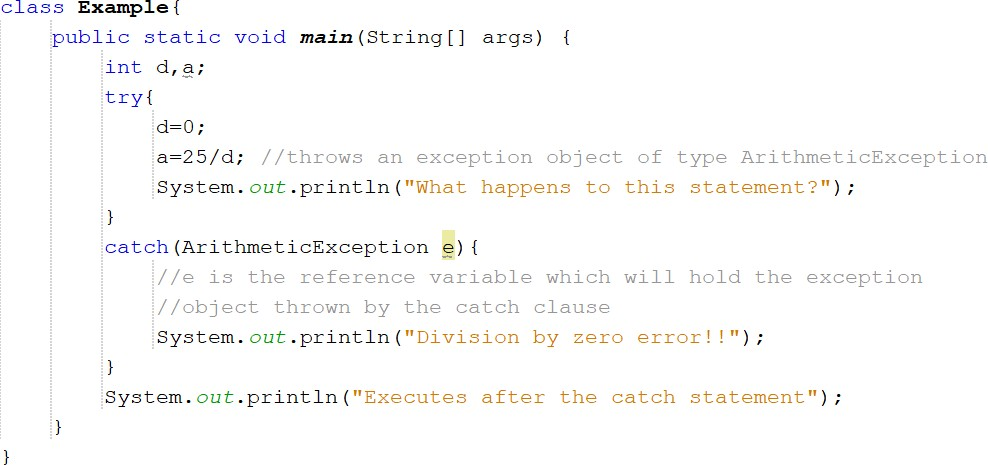 class Example{
public static void main(String[] args) {
int d,a;
try{
d=0;
a=25/d; //throws an exception object of type ArithmeticException
System.out.println("What happens to this statement?");
}
catch(ArithmeticException e){
//e is the reference variable which will hold the exception
//object thrown by the catch clause
System.out.println("Division by zero error!!");
}
System.out.println("Executes after the catch statement");
}
}